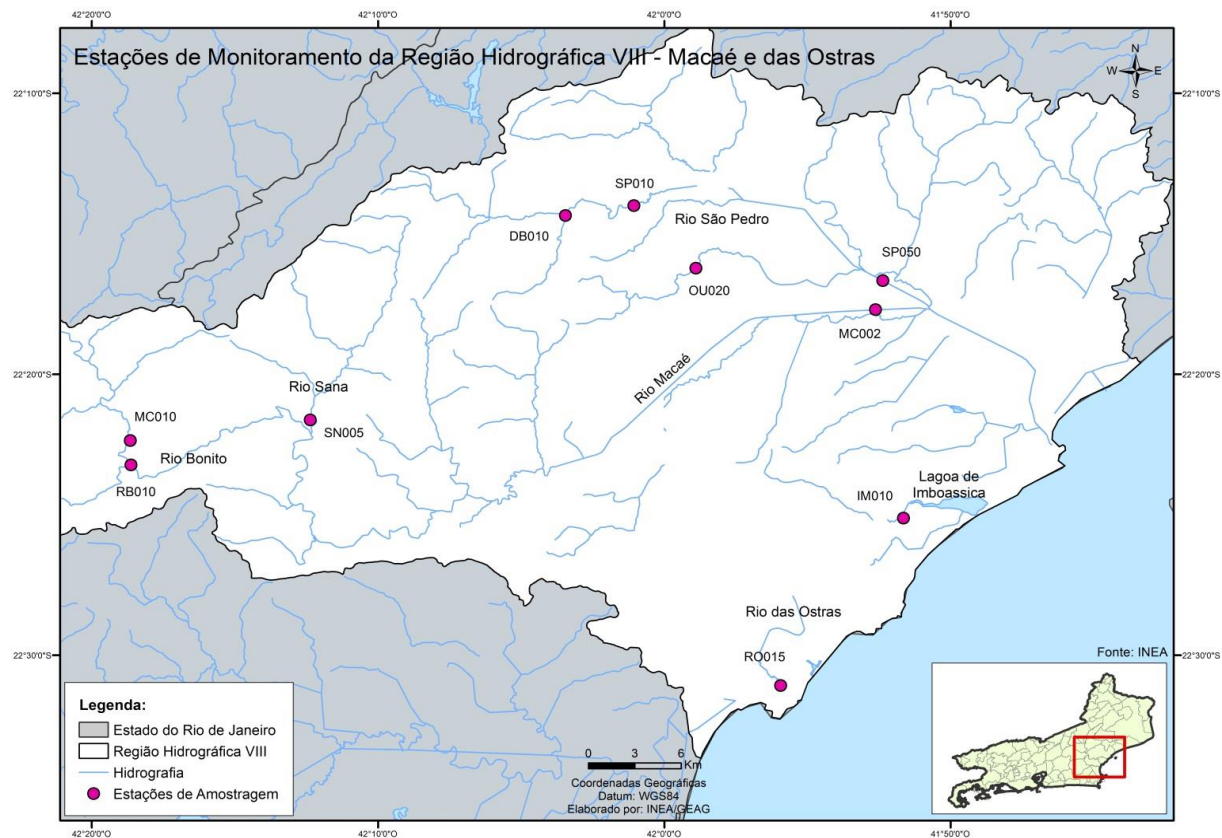 42°20'0"O
42°10'0"O
42°0'0"O
41°50'0"O
Estações de Monitoramento da Região Hidrográfica VIII - Macaé e das Ostras
N
W
E
S
22°10'0"S
22°10'0"S
SP010
DB010
Rio São Pedro
SP050
OU020
MC002
22°20'0"S
22°20'0"S
Rio Macaé
Rio Sana
MC010
SN005
Rio Bonito
RB010
Lagoa de
Imboassica
IM010
Rio das Ostras
RO015
22°30'0"S
22°30'0"S
Fonte: INEA
Legenda:
Estado do Rio de Janeiro
Região Hidrográfica VIII
Hidrografia
Estações de Amostragem
0 3 6
Km
Coordenadas Geográficas
Datum: WGS84
Elaborado por: INEA/GEAG
42°20'0"O
42°10'0"O
42°0'0"O
41°50'0"O